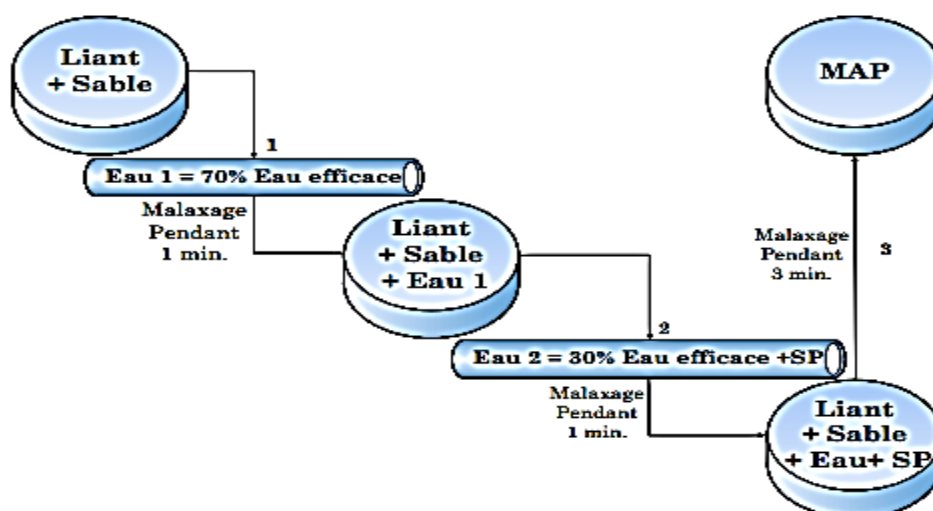 Liant
+ Sable
1
Eau 1 = 70% Eau efficace
Malaxage
Pendant
1 min.
Liant
+ Sable
+ Eau 1
2
Eau 2 = 30% Eau efficace +SP
Malaxage
Pendant
1 min.
Liant
+ Sable
+ Eau+ SP
Malaxage
Pendant
3 min.
3
MAP